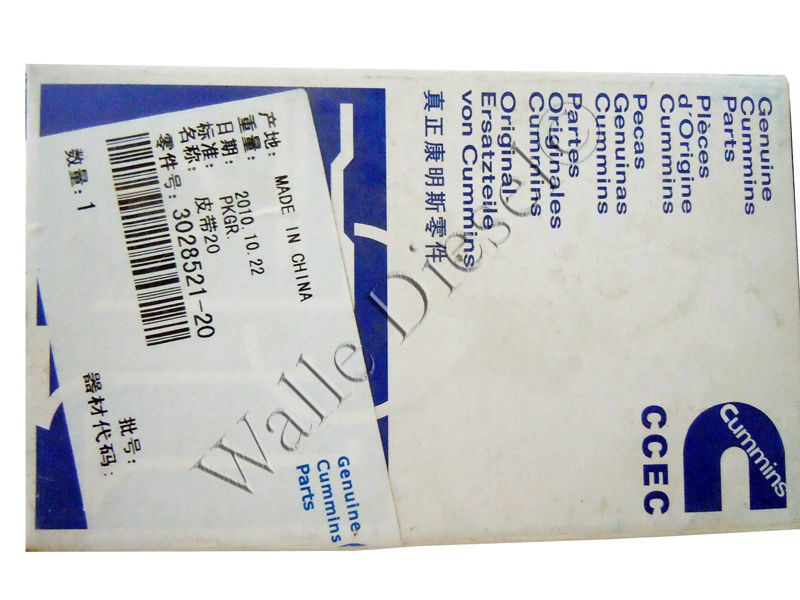 Genuine
Cummins
Parts
Pièces
d'Origine
Cummins
Pecas
Genuinas
Cummins
Partes
Originales
Cummins
Original
Ersatzteile
von Cummins
真正康明斯零件
Cummins
CCEC
产地: MADE IN CHINA
重量:
日期: 2010.10.22
标准: PKGR.
名称: 皮带20
零件号: 3028521-20
数量: 1
批号:
器材代码:
Genuine
Cummins
Parts
Walle Diesel©